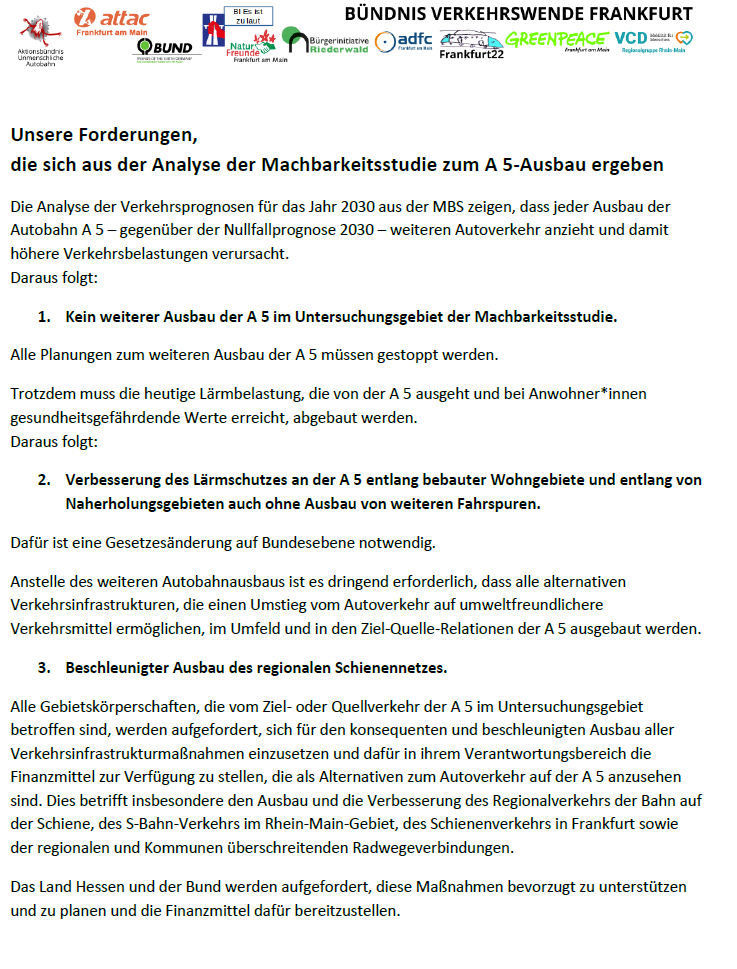 BÜNDNIS VERKEHRSWENDE FRANKFURT
Aktionsbündnis
Unmenschliche
Autobahn
attac
Frankfurt am Main
BUND
FRIENDS OF THE EARTH GERMANY
BI Es ist
zu laut
Natur
Freunde
Frankfurt am Main
Bürgerinitiative
Riederwald
adfc
Frankfurt am Main
Frankfurt22
GREENPEACE
Frankfurt am Main
VCD
Regionalgruppe Rhein-Main
Unsere Forderungen,
die sich aus der Analyse der Machbarkeitsstudie zum A 5-Ausbau ergeben
Die Analyse der Verkehrsprognosen für das Jahr 2030 aus der MBS zeigen, dass jeder Ausbau der
Autobahn A 5 – gegenüber der Nullfallprognose 2030 – weiteren Autoverkehr anzieht und damit
höhere Verkehrsbelastungen verursacht.
Daraus folgt:
1. Kein weiterer Ausbau der A 5 im Untersuchungsgebiet der Machbarkeitsstudie.
Alle Planungen zum weiteren Ausbau der A 5 müssen gestoppt werden.
Trotzdem muss die heutige Lärmbelastung, die von der A 5 ausgeht und bei Anwohner*innen
gesundheitsgefährdende Werte erreicht, abgebaut werden.
Daraus folgt:
2. Verbesserung des Lärmschutzes an der A 5 entlang bebauter Wohngebiete und entlang von
Naherholungsgebieten auch ohne Ausbau von weiteren Fahrspuren.
Dafür ist eine Gesetzesänderung auf Bundesebene notwendig.
Anstelle des weiteren Autobahnausbaus ist es dringend erforderlich, dass alle alternativen
Verkehrsinfrastrukturen, die einen Umstieg vom Autoverkehr auf umweltfreundlichere
Verkehrsmittel ermöglichen, im Umfeld und in den Ziel-Quelle-Relationen der A 5 ausgebaut werden.
3. Beschleunigter Ausbau des regionalen Schienennetzes.
Alle Gebietskörperschaften, die vom Ziel- oder Quellverkehr der A 5 im Untersuchungsgebiet
betroffen sind, werden aufgefordert, sich für den konsequenten und beschleunigten Ausbau aller
Verkehrsinfrastrukturmaßnahmen einzusetzen und dafür in ihrem Verantwortungsbereich die
Finanzmittel zur Verfügung zu stellen, die als Alternativen zum Autoverkehr auf der A 5 anzusehen
sind. Dies betrifft insbesondere den Ausbau und die Verbesserung des Regionalverkehrs der Bahn auf
der Schiene, des S-Bahn-Verkehrs im Rhein-Main-Gebiet, des Schienenverkehrs in Frankfurt sowie
der regionalen und Kommunen überschreitenden Radwegeverbindungen.
Das Land Hessen und der Bund werden aufgefordert, diese Maßnahmen bevorzugt zu unterstützen
und zu planen und die Finanzmittel dafür bereitzustellen.